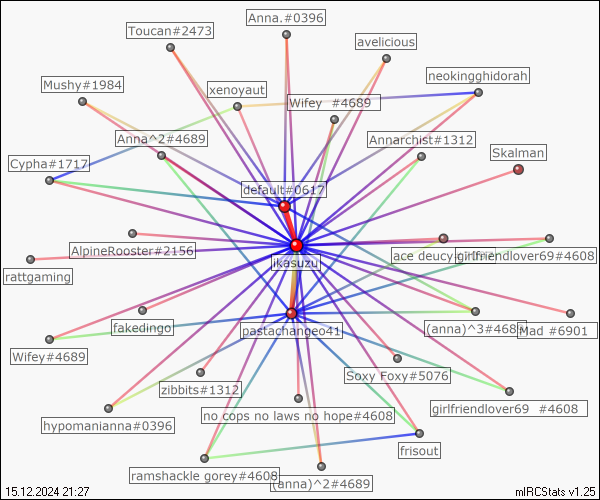 Anna.#0396
Toucan#2473
avelicious
neokingghidorah
xenoyaut
Mushy#1984
Wifey #4689
Anna^2#4689
Annarchist#1312
Skalman
Cypha#1717
default#0617
AlpineRooster#2156
ikasuzu
ace deucy
girlfriendlover69#4608
rattgaming
fakedingo
pastachangeo41
(anna)^3#4689
Mad #6901
Wifey#4689
Soxy Foxy#5076
zibbits#1312
no cops no laws no hope#4608
girlfriendlover69 #4608
hypomanianna#0396
frisout
ramshackle gorey#4608
(anna)^2#4689
15.12.2024 21:27
mIRCStats v1.25